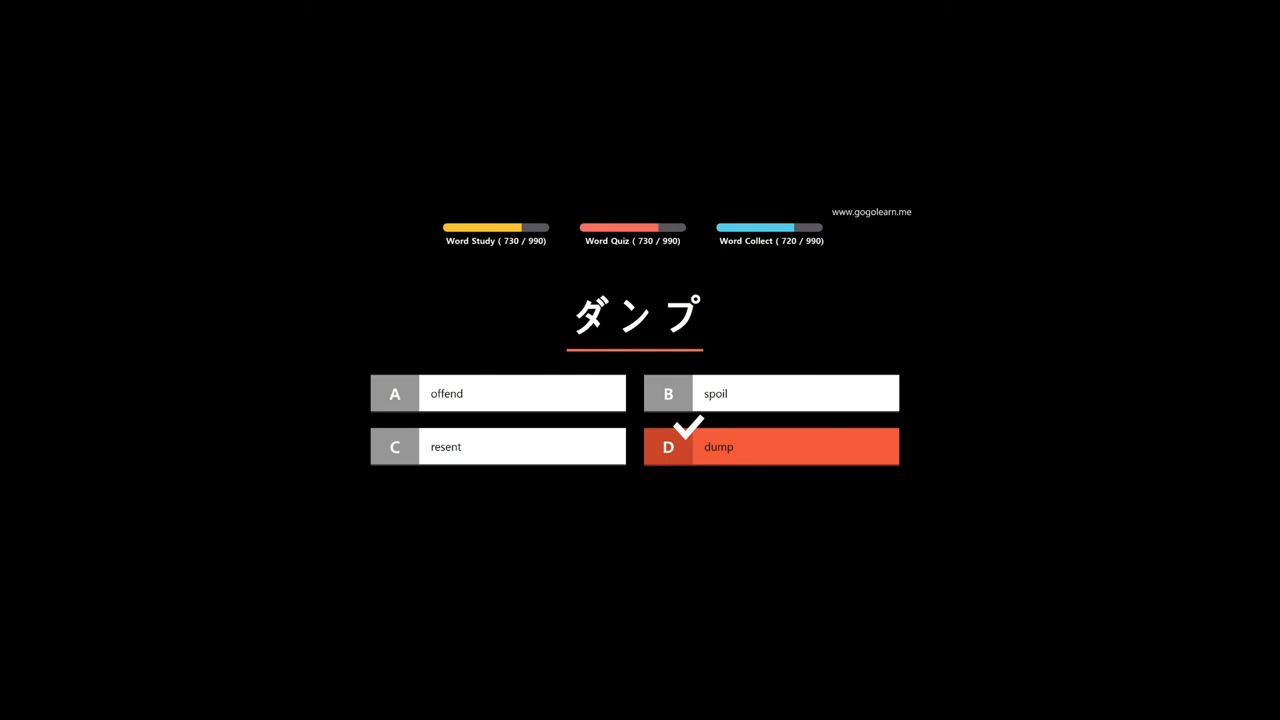 www.gogolearn.me
Word Study ( 730 / 990)
Word Quiz ( 730 / 990)
Word Collect ( 720 / 990)
ダンプ
A offend
B spoil
C resent
D dump